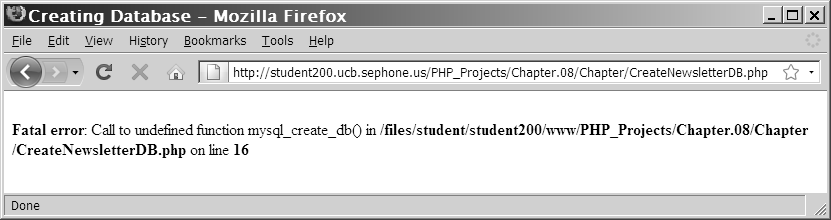 Creating Database - Mozilla Firefox
File Edit View History Bookmarks Tools Help
http://student200.ucb.sephone.us/PHP_Projects/Chapter.08/Chapter/CreateNewsletterDB.php
Fatal error: Call to undefined function mysql_create_db() in /files/student/student200/www/PHP_Projects/Chapter.08/Chapter
/CreateNewsletterDB.php on line 16
Done